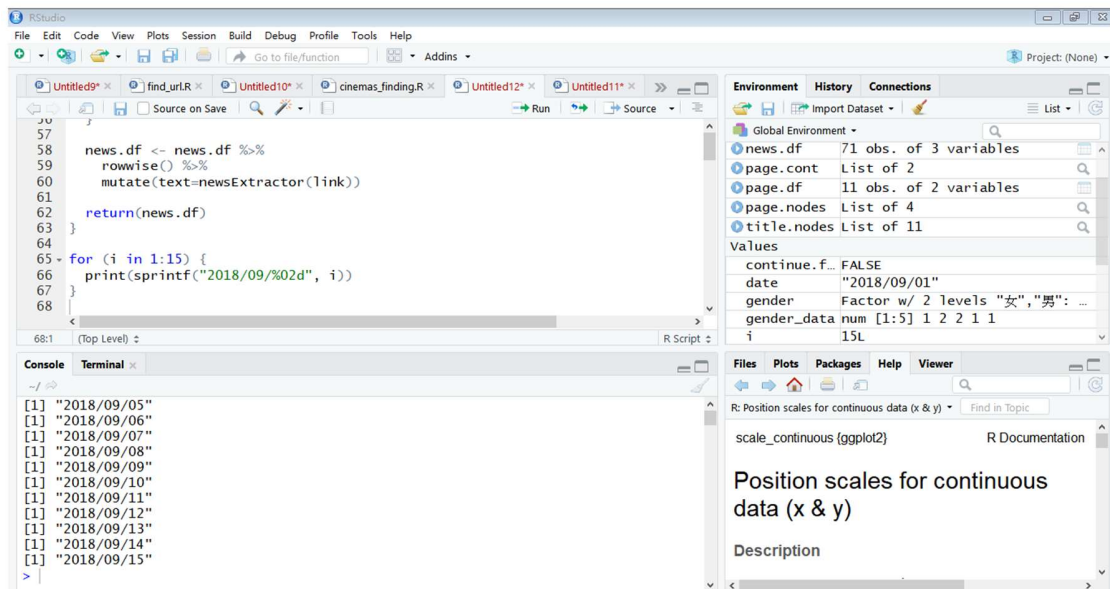 RStudio
File Edit Code View Plots Session Build Debug Profile Tools Help
Go to file/function Addins Project: (None)
Untitled9* find_url.R Untitled10* cinemas_finding.R Untitled12* Untitled11*
Source on Save Run Source
56 }
57
58 news.df <- news.df %>%
59 rowwise() %>%
60 mutate(text=newsExtractor(link))
61
62 return(news.df)
63 }
64
65 for (i in 1:15) {
66 print(sprintf("2018/09/%02d", i))
67 }
68
68:1 (Top Level) R Script
Console Terminal
~/
[1] "2018/09/05"
[1] "2018/09/06"
[1] "2018/09/07"
[1] "2018/09/08"
[1] "2018/09/09"
[1] "2018/09/10"
[1] "2018/09/11"
[1] "2018/09/12"
[1] "2018/09/13"
[1] "2018/09/14"
[1] "2018/09/15"
>
Environment History Connections
Import Dataset List
Global Environment
news.df 71 obs. of 3 variables
page.cont List of 2
page.df 11 obs. of 2 variables
page.nodes List of 4
title.nodes List of 11
Values
continue.f… FALSE
date "2018/09/01"
gender Factor w/ 2 levels "女","男": …
gender_data num [1:5] 1 2 2 1 1
i 15L
Files Plots Packages Help Viewer
R: Position scales for continuous data (x & y) Find in Topic
scale_continuous {ggplot2} R Documentation
Position scales for continuous
data (x & y)
Description